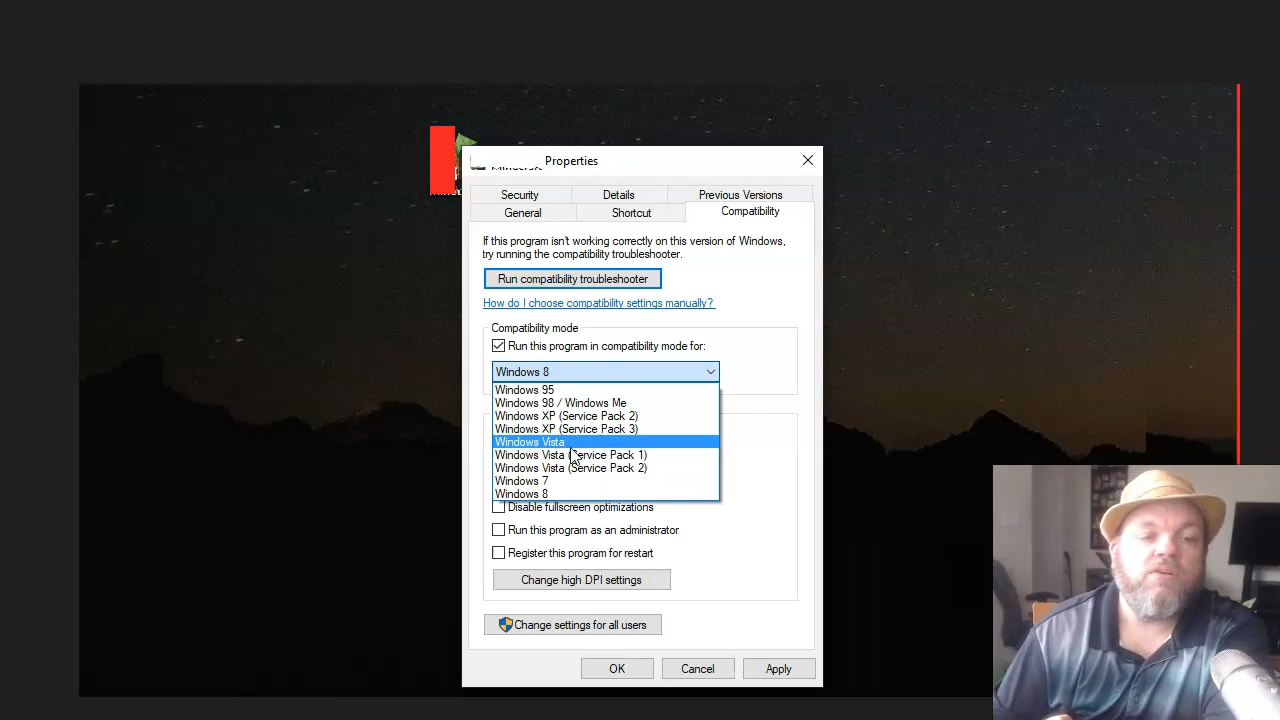 Properties
Security
Details
Previous Versions
General
Shortcut
Compatibility
If this program isn't working correctly on this version of Windows,
try running the compatibility troubleshooter.
Run compatibility troubleshooter
How do I choose compatibility settings manually?
Compatibility mode
Run this program in compatibility mode for:
Windows 8
Windows 95
Windows 98 / Windows Me
Windows XP (Service Pack 2)
Windows XP (Service Pack 3)
Windows Vista
Windows Vista (Service Pack 1)
Windows Vista (Service Pack 2)
Windows 7
Windows 8
Disable fullscreen optimizations
Run this program as an administrator
Register this program for restart
Change high DPI settings
Change settings for all users
OK
Cancel
Apply